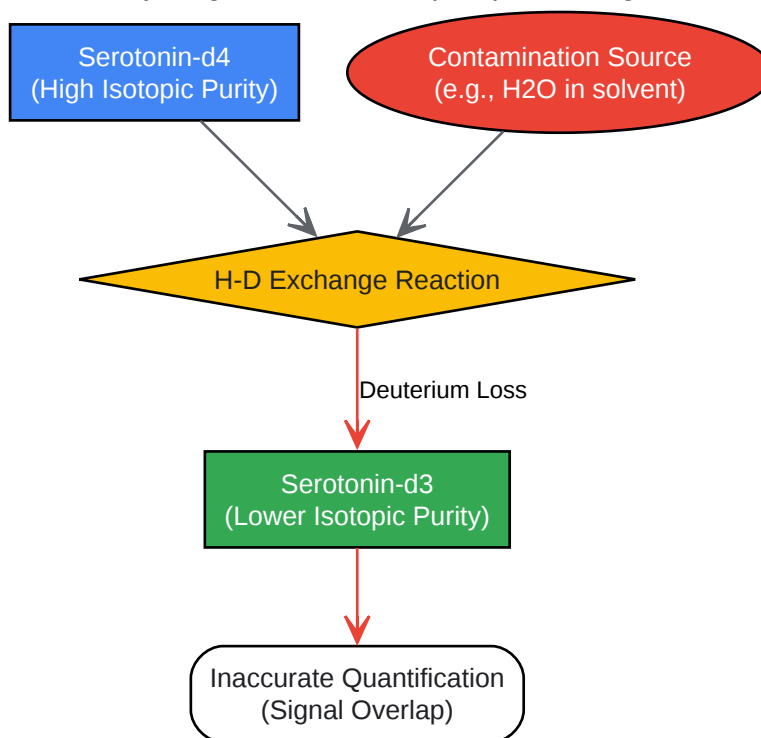 Serotonin-d4
(High Isotopic Purity)
Contamination Source
(e.g., H2O in solvent)
H-D Exchange Reaction
Deuterium Loss
Serotonin-d3
(Lower Isotopic Purity)
Inaccurate Quantification
(Signal Overlap)